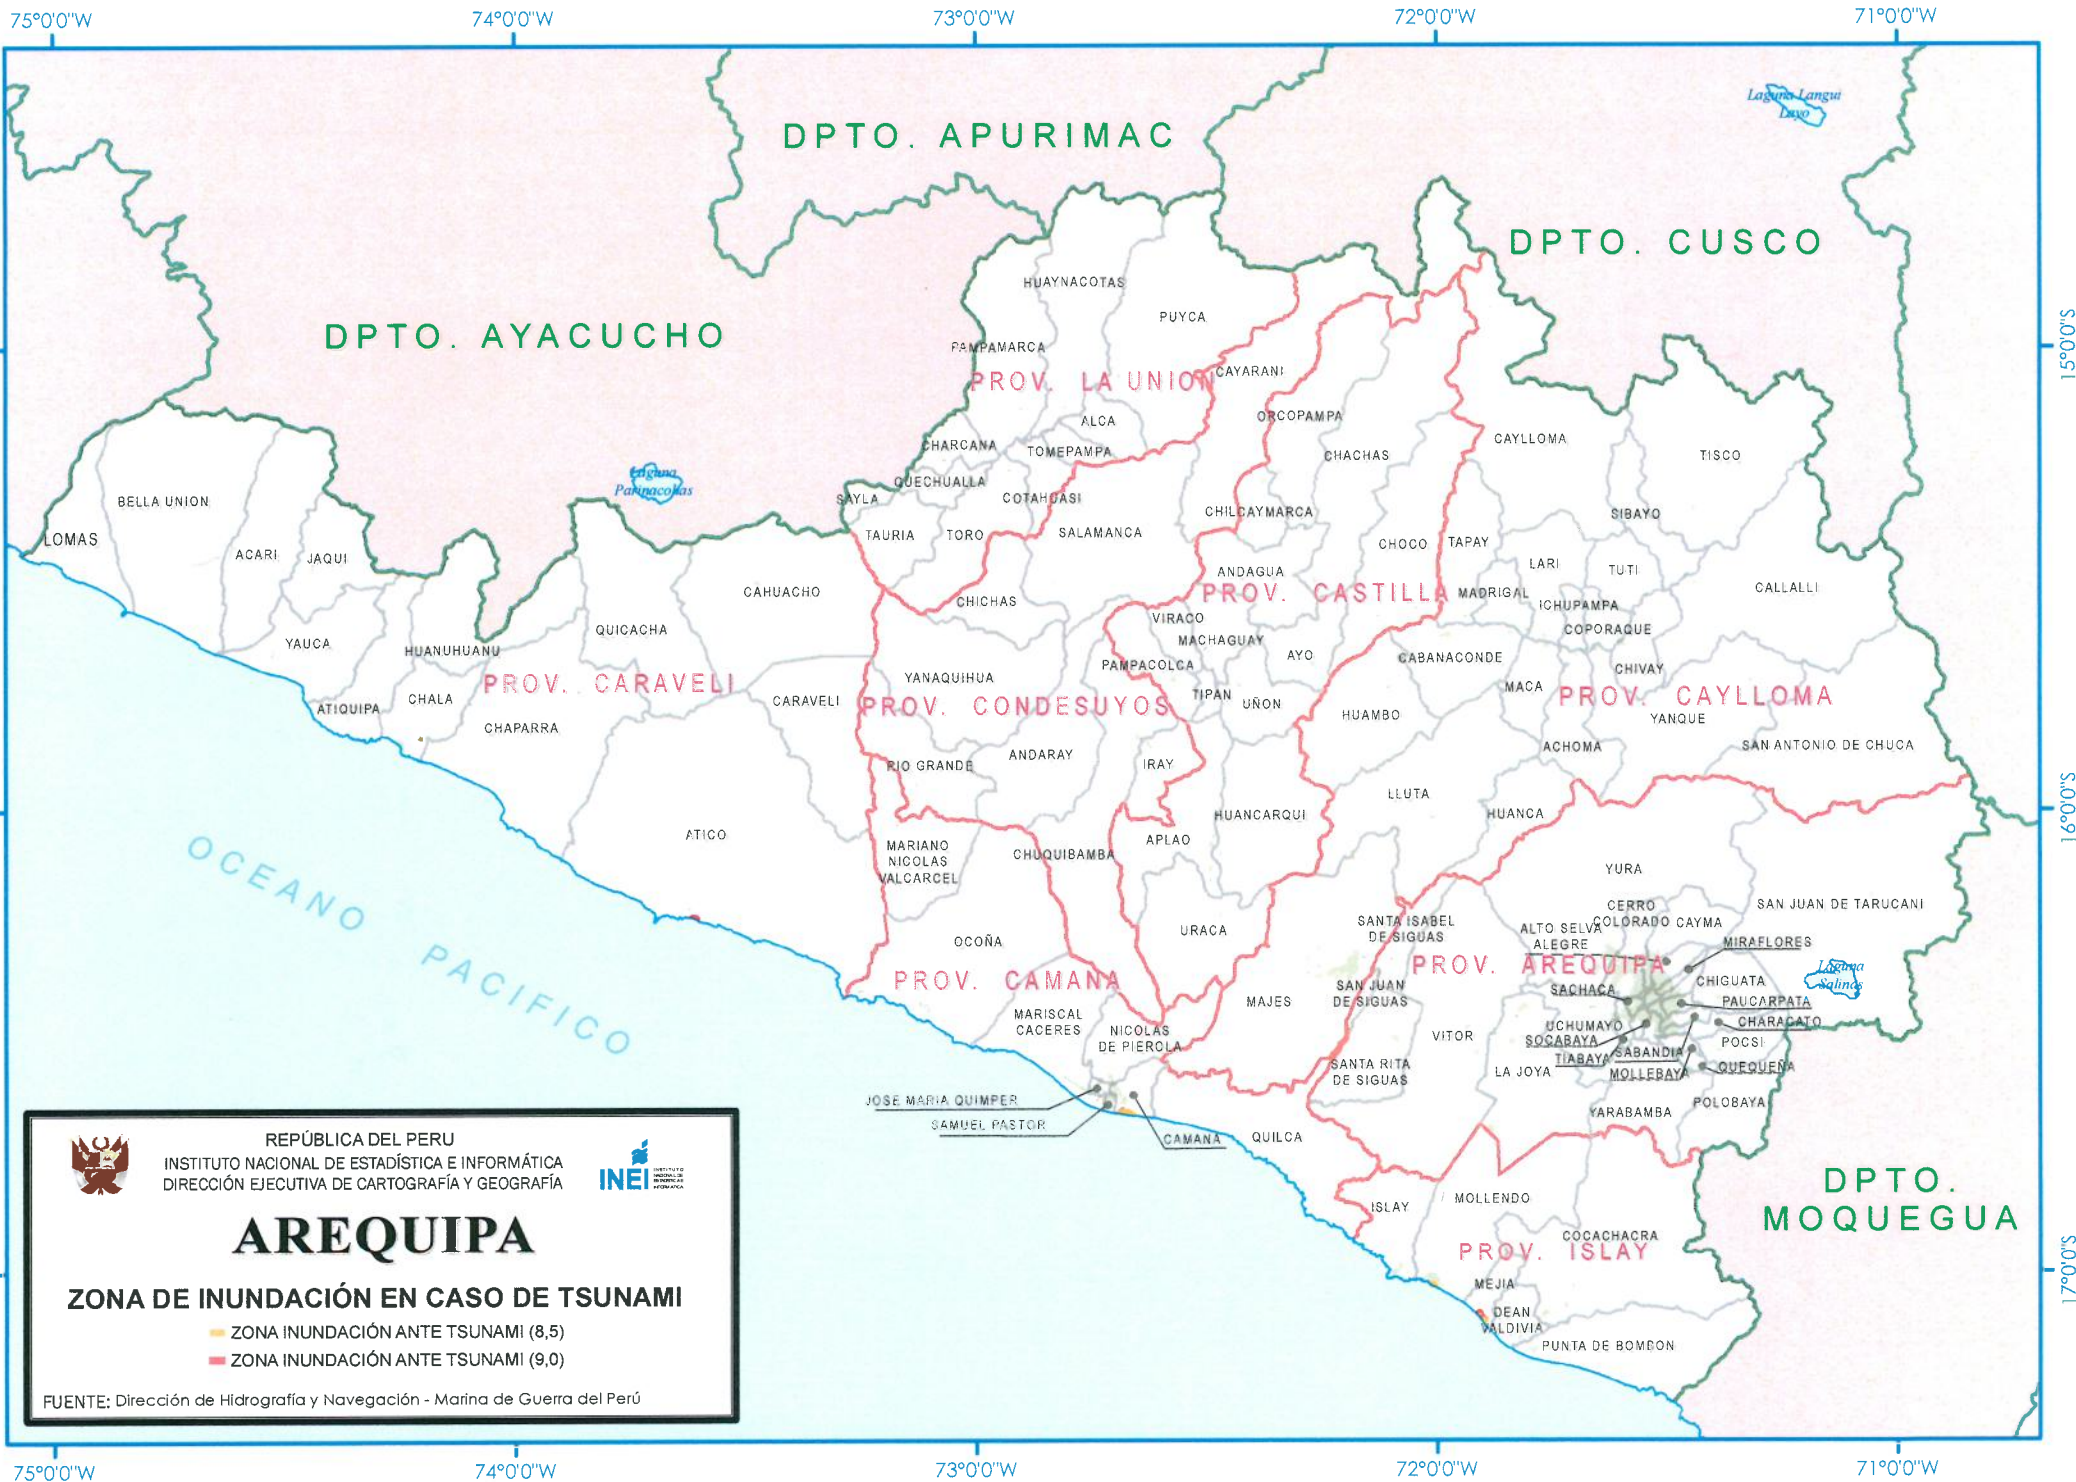 75°0'0"W
74°0'0"W
73°0'0"W
72°0'0"W
71°0'0"W
Laguna Langui
Layo
DPTO. APURIMAC
DPTO. CUSCO
HUAYNACOTAS
PUYCA
DPTO. AYACUCHO
15°0'0"S
PAMPAMARCA
PROV. LA UNION
CAYARANI
ORCOPAMPA
ALCA
CHARCANA
TOMEPAMPA
CAYLLOMA
CHACHAS
TISCO
Laguna
Parinacohas
QUECHUALLA
SAYLA
COTAHUASI
BELLA UNION
CHILCAYMARCA
SIBAYO
LOMAS
TAURIA
TORO
SALAMANCA
CHOCO
TAPAY
ACARI
JAQUI
LARI
TUTI
ANDAGUA
CALLALLI
CAHUACHO
PROV. CASTILLA
MADRIGAL
CHICHAS
ICHUPAMPA
VIRACO
COPORAQUE
QUICACHA
YAUCA
HUANUHUANU
MACHAGUAY
AYO
CABANACONDE
PAMPACOLCA
CHIVAY
YANAQUIHUA
PROV. CARAVELI
MACA
TIPAN
PROV. CAYLLOMA
CHALA
CARAVELI
UÑON
ATIQUIPA
PROV. CONDESUYOS
HUAMBO
YANQUE
CHAPARRA
ACHOMA
SAN ANTONIO DE CHUCA
ANDARAY
RIO GRANDE
IRAY
LLUTA
16°0'0"S
HUANCARQUI
HUANCA
ATICO
MARIANO
NICOLAS
VALCARCEL
APLAO
CHUQUIBAMBA
OCEANO PACIFICO
YURA
CERRO
COLORADO
CAYMA
SAN JUAN DE TARUCANI
SANTA ISABEL
DE SIGUAS
URACA
ALTO SELVA
ALEGRE
MIRAFLORES
OCOÑA
PROV. AREQUIPA
Laguna
Salinas
PROV. CAMANA
CHIGUATA
SAN JUAN
DE SIGUAS
SACHACA
MAJES
PAUCARPATA
MARISCAL
CACERES
CHARACATO
NICOLAS
DE PIEROLA
UCHUMAYO
VITOR
SOCABAYA
POCSI
TIABAYA
SABANDIA
SANTA RITA
DE SIGUAS
LA JOYA
MOLLEBAYA
QUEQUEÑA
JOSE MARIA QUIMPER
POLOBAYA
YARABAMBA
SAMUEL PASTOR
CAMANA
QUILCA
DPTO.
MOQUEGUA
MOLLENDO
ISLAY
COCACHACRA
PROV. ISLAY
17°0'0"S
MEJIA
DEAN
VALDIVIA
PUNTA DE BOMBON
REPÚBLICA DEL PERU
INSTITUTO NACIONAL DE ESTADÍSTICA E INFORMÁTICA
DIRECCIÓN EJECUTIVA DE CARTOGRAFÍA Y GEOGRAFÍA
INEI
AREQUIPA
ZONA DE INUNDACIÓN EN CASO DE TSUNAMI
ZONA INUNDACIÓN ANTE TSUNAMI (8,5)
ZONA INUNDACIÓN ANTE TSUNAMI (9,0)
FUENTE: Dirección de Hidrografía y Navegación - Marina de Guerra del Perú
75°0'0"W
74°0'0"W
73°0'0"W
72°0'0"W
71°0'0"W